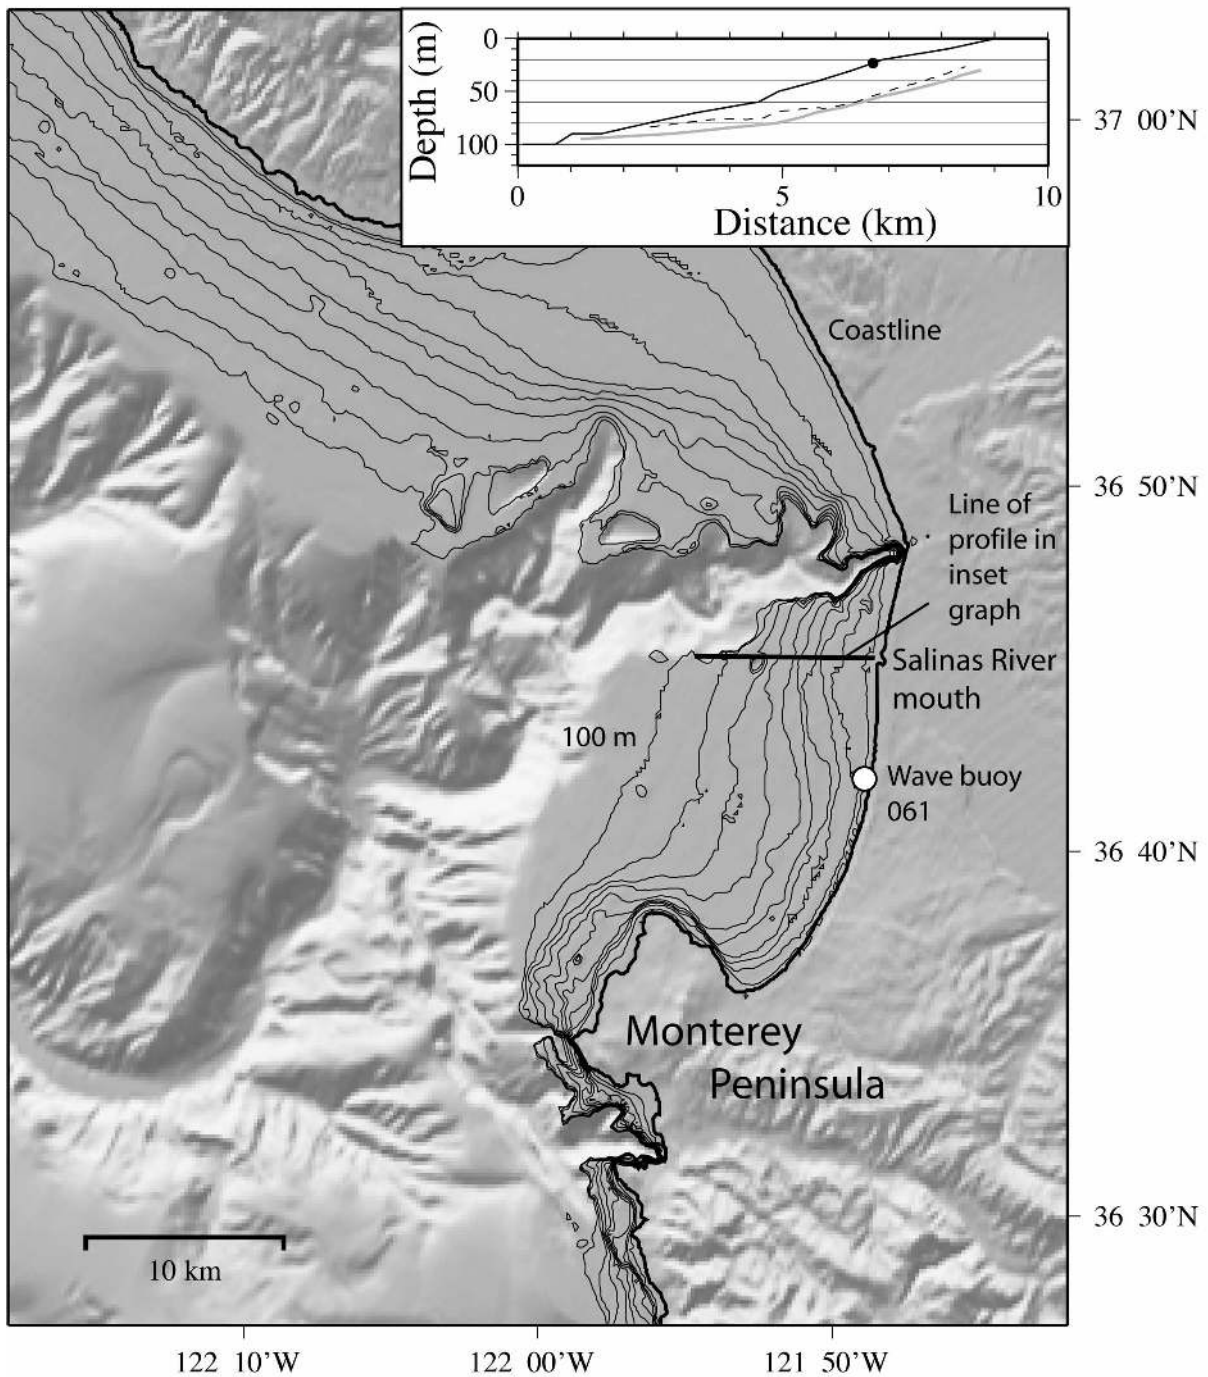 0
50
100
Depth (m)
0
5
10
Distance (km)
37 00'N
Coastline
36 50'N
Line of
profile in
inset
graph
Salinas River
mouth
100 m
Wave buoy
061
36 40'N
Monterey
Peninsula
36 30'N
10 km
122 10'W
122 00'W
121 50'W